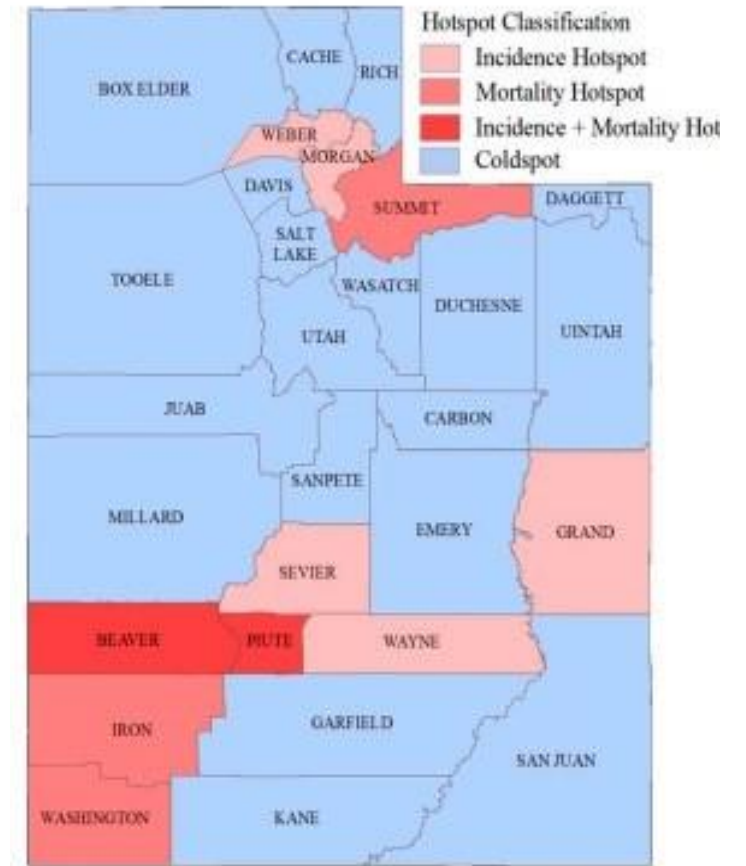 Hotspot Classification
Incidence Hotspot
Mortality Hotspot
Incidence + Mortality Hot
Coldspot
CACHE
RICH
BOX ELDER
WEBER
MORGAN
DAVIS
SUMMIT
DAGGETT
SALT
LAKE
TOOELE
WASATCH
DUCHESNE
UINTAH
UTAH
JUAB
CARBON
SANPETE
MILLARD
EMERY
GRAND
SEVIER
BEAVER
PIUTE
WAYNE
IRON
GARFIELD
SAN JUAN
WASHINGTON
KANE